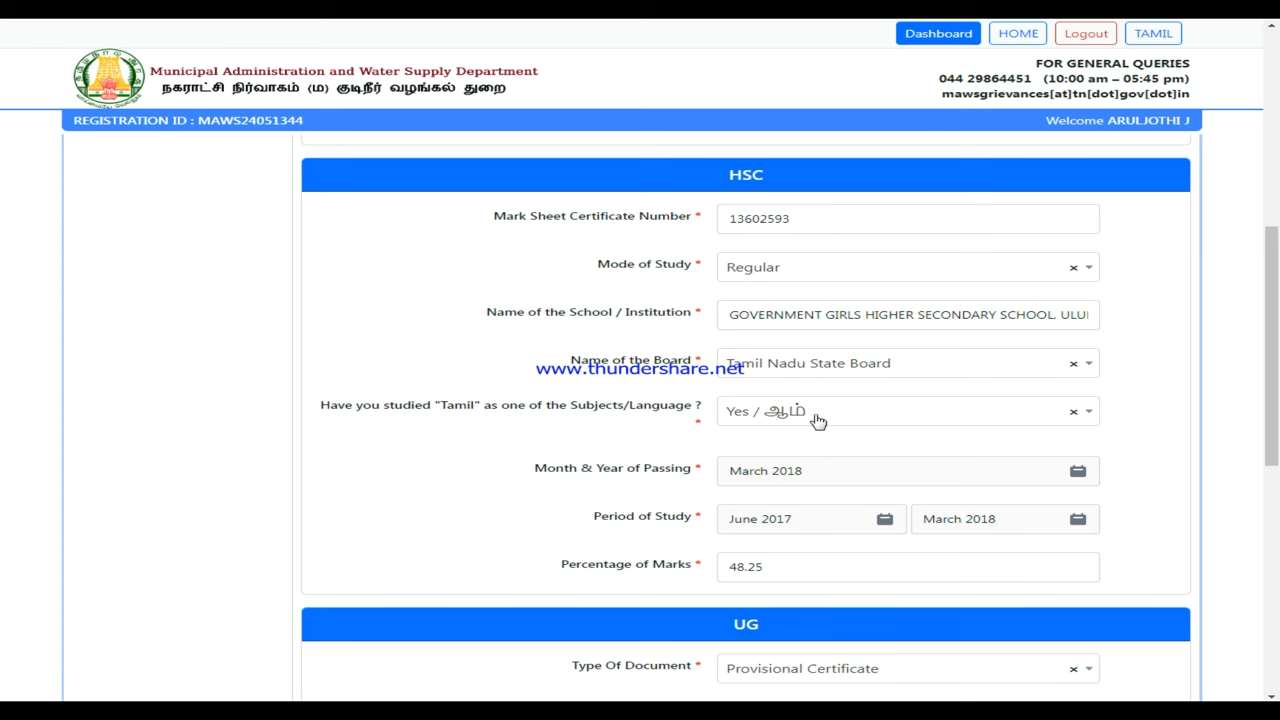 Dashboard HOME Logout TAMIL
Municipal Administration and Water Supply Department
நகராட்சி நிர்வாகம் (ம) குடிநீர் வழங்கல் துறை
FOR GENERAL QUERIES
044 29864451 (10:00 am – 05:45 pm)
mawsgrievances[at]tn[dot]gov[dot]in
REGISTRATION ID : MAWS24051344 Welcome ARULJOTHI J
HSC
Mark Sheet Certificate Number * 13602593
Mode of Study * Regular ×
Name of the School / Institution * GOVERNMENT GIRLS HIGHER SECONDARY SCHOOL, ULU
Name of the Board * Tamil Nadu State Board ×
www.thundershare.net
Have you studied "Tamil" as one of the Subjects/Language ? * Yes / ஆம் ×
Month & Year of Passing * March 2018
Period of Study * June 2017 March 2018
Percentage of Marks * 48.25
UG
Type Of Document * Provisional Certificate ×